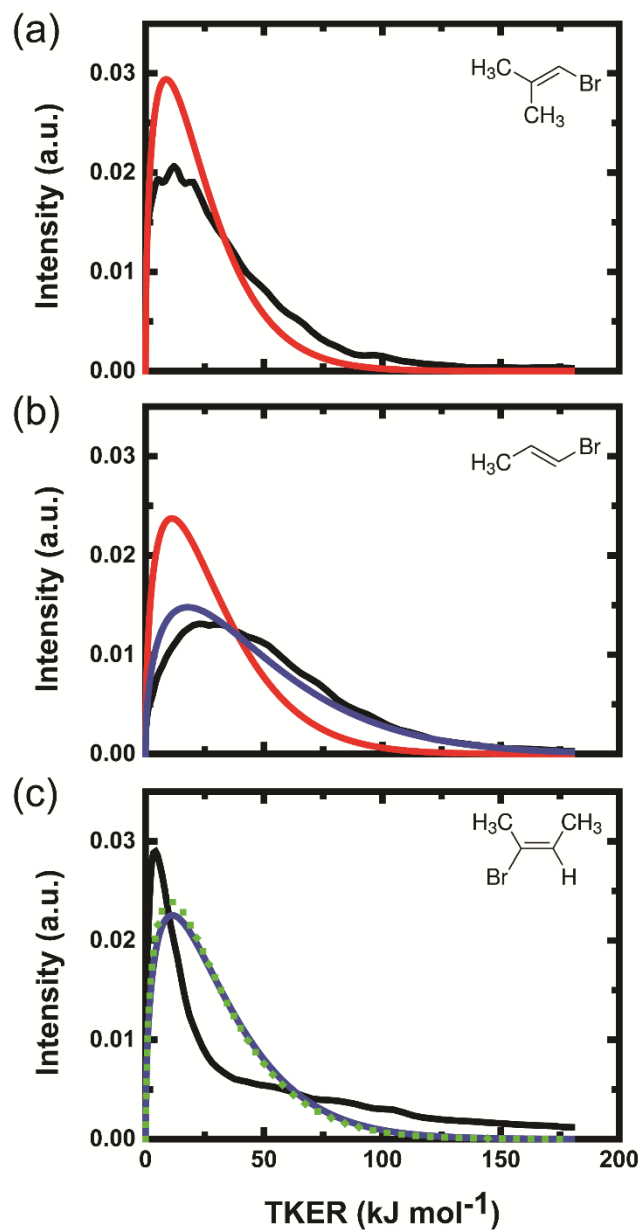 (a)
0.03
0.02
0.01
0.00
Intensity (a.u.)
H₃C
Br
CH₃
(b)
0.03
0.02
0.01
0.00
Intensity (a.u.)
H₃C
Br
(c)
0.03
0.02
0.01
0.00
Intensity (a.u.)
H₃C CH₃
Br H
0 50 100 150 200
TKER (kJ mol⁻¹)